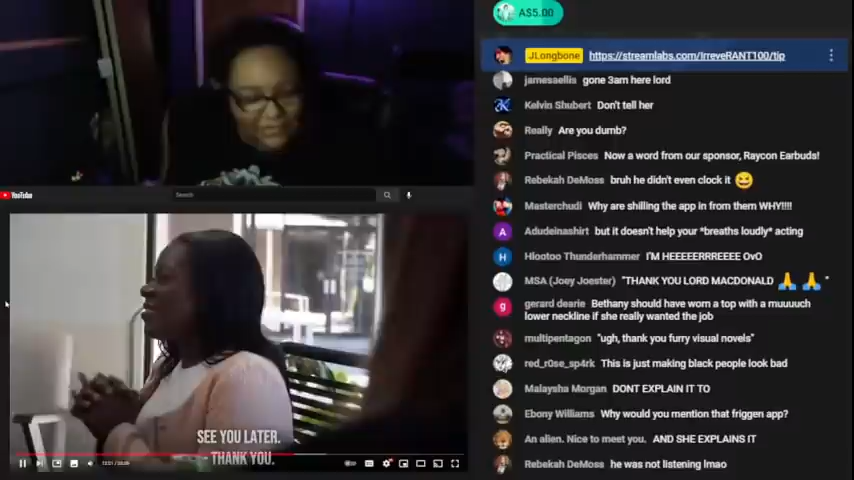 A$5.00
JLongbone https://streamlabs.com/IrreveRANT100/tip
jamesaellis gone 3am here lord
Kelvin Shubert Don't tell her
Really Are you dumb?
Practical Pisces Now a word from our sponsor, Raycon Earbuds!
Rebekah DeMoss bruh he didn't even clock it
Masterchudi Why are shilling the app in from them WHY!!!!
A Adudeinashirt but it doesn't help your *breaths loudly* acting
H Hlootoo Thunderhammer I'M HEEEEERRREEEE OvO
MSA (Joey Joester) "THANK YOU LORD MACDONALD "
g gerard dearie Bethany should have worn a top with a muuuuch
lower neckline if she really wanted the job
multipentagon "ugh, thank you furry visual novels"
red_r0se_sp4rk This is just making black people look bad
Malaysha Morgan DONT EXPLAIN IT TO
Ebony Williams Why would you mention that friggen app?
An alien. Nice to meet you. AND SHE EXPLAINS IT
Rebekah DeMoss he was not listening lmao
YouTube
Search
SEE YOU LATER.
THANK YOU.